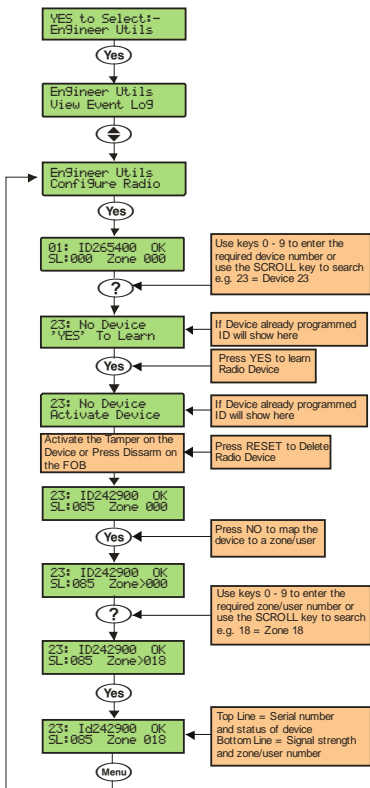 YES to Select:-
Engineer Utils
Yes
Engineer Utils
View Event Log
Engineer Utils
Configure Radio
Yes
01: ID265400 OK
SL:000 Zone 000
Use keys 0 - 9 to enter the
required device number or
use the SCROLL key to search
e.g. 23 = Device 23
?
23: No Device
'YES' To Learn
If Device already programmed
ID will show here
Yes
Press YES to learn
Radio Device
23: No Device
Activate Device
If Device already programmed
ID will show here
Activate the Tamper on the
Device or Press Dissarm on
the FOB
Press RESET to Delete
Radio Device
23: ID242900 OK
SL:085 Zone 000
Yes
Press NO to map the
device to a zone/user
23: ID242900 OK
SL:085 Zone>000
?
Use keys 0 - 9 to enter the
required zone/user number or
use the SCROLL key to search
e.g. 18 = Zone 18
23: ID242900 OK
SL:085 Zone>018
Yes
23: Id242900 OK
SL:085 Zone 018
Top Line = Serial number
and status of device
Bottom Line = Signal strength
and zone/user number
Menu